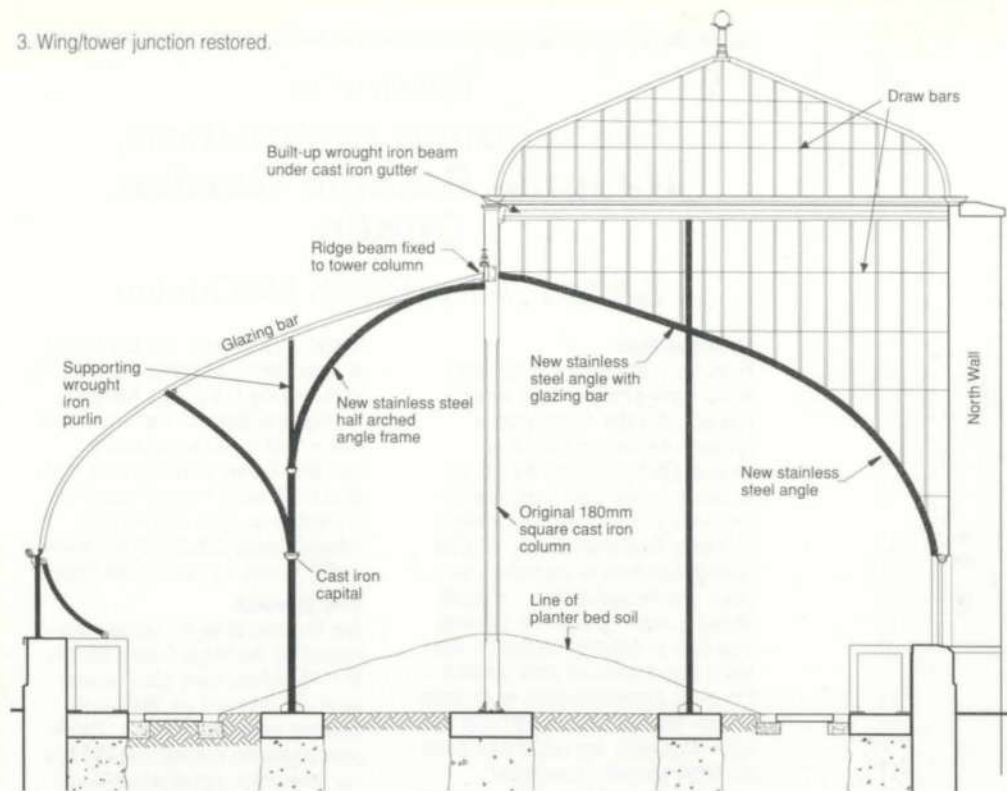 3. Wing/tower junction restored.
Draw bars
Built-up wrought iron beam
under cast iron gutter
Ridge beam fixed
to tower column
Glazing bar
Supporting
wrought
iron
purlin
New stainless steel
half arched
angle frame
New stainless
steel angle with
glazing bar
North Wall
New stainless
steel angle
Original 180mm
square cast iron
column
Cast iron
capital
Line of
planter bed soil